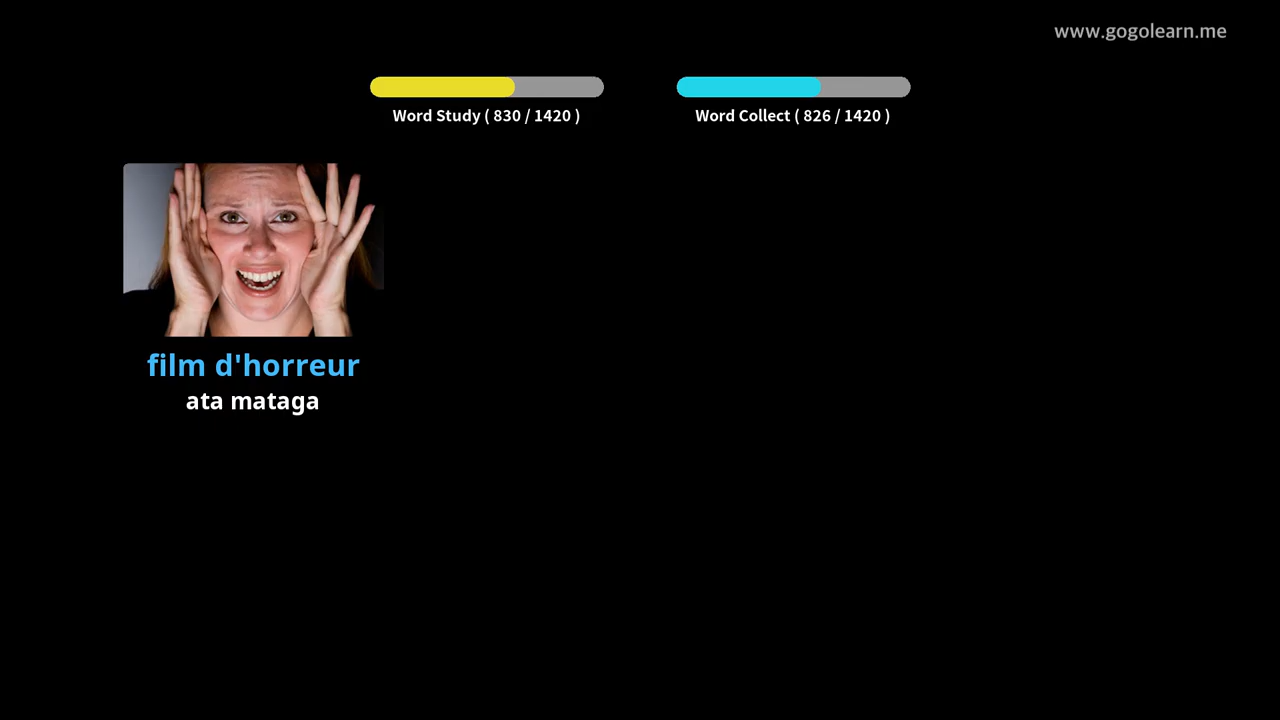 www.gogolearn.me
Word Study ( 830 / 1420 )
Word Collect ( 826 / 1420 )
film d'horreur
ata mataga